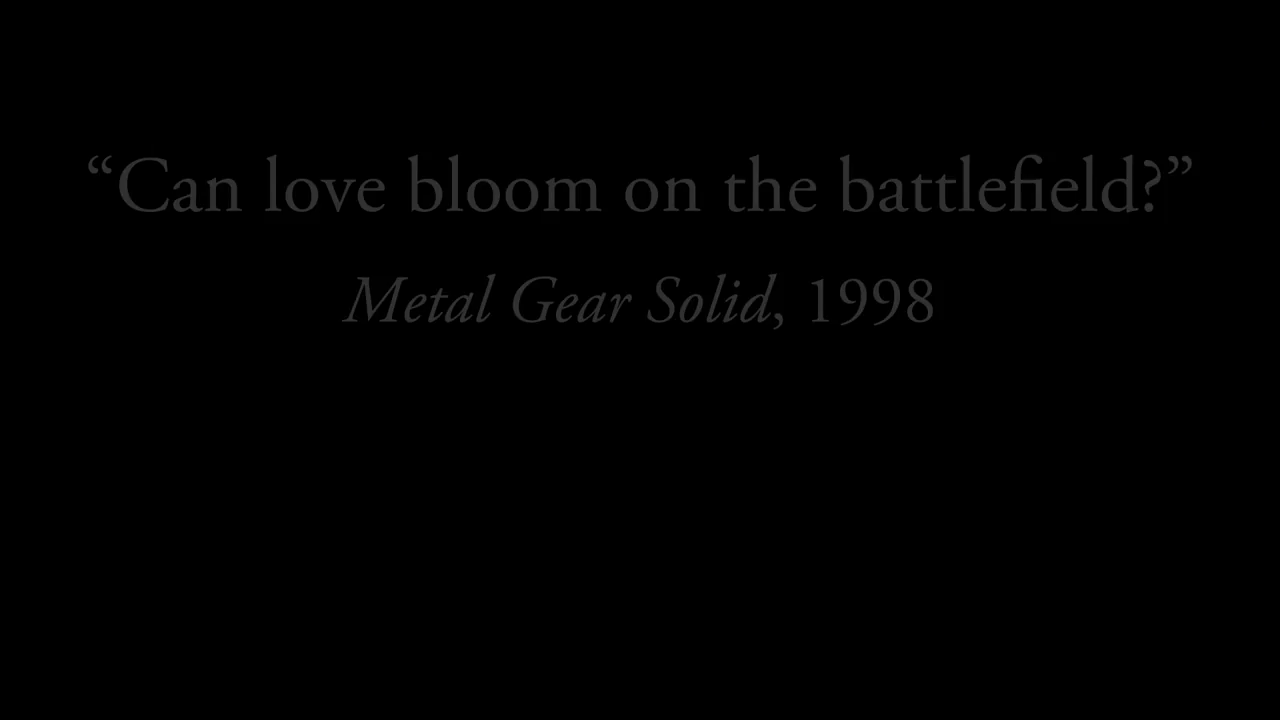 “Can love bloom on the battlefield?”
Metal Gear Solid, 1998